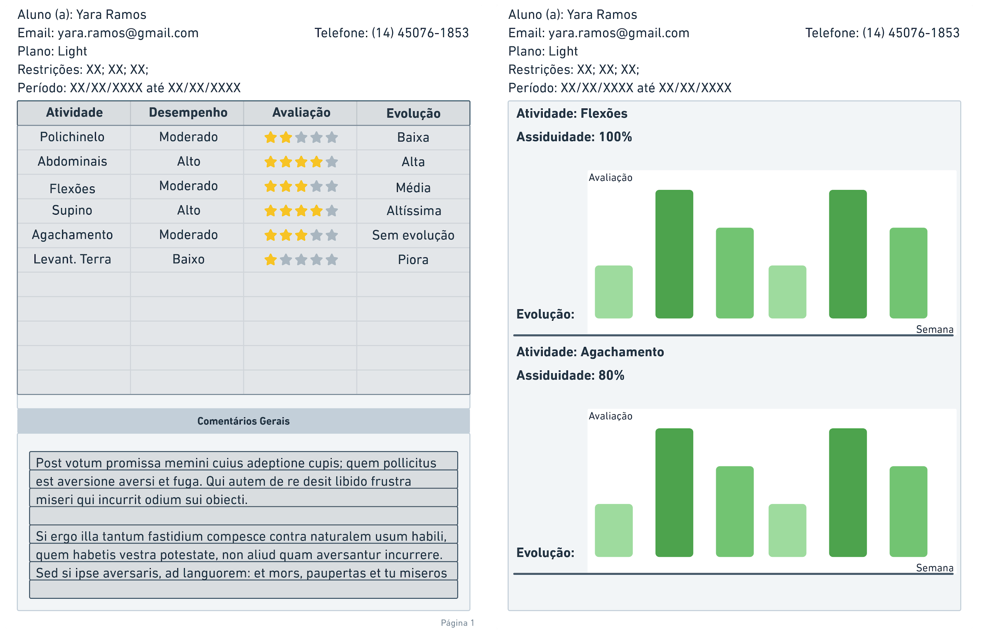 Aluno (a): Yara Ramos
Email: yara.ramos@gmail.com Telefone: (14) 45076-1853
Plano: Light
Restrições: XX; XX; XX;
Período: XX/XX/XXXX até XX/XX/XXXX
Atividade Desempenho Avaliação Evolução
Polichinelo Moderado Baixa
Abdominais Alto Alta
Flexões Moderado Média
Supino Alto Altíssima
Agachamento Moderado Sem evolução
Levant. Terra Baixo Piora
Comentários Gerais
Post votum promissa memini cuius adeptione cupis; quem pollicitus
est aversione aversi et fuga. Qui autem de re desit libido frustra
miseri qui incurrit odium sui obiecti.
Si ergo illa tantum fastidium compesce contra naturalem usum habili,
quem habetis vestra potestate, non aliud quam aversantur incurrere.
Sed si ipse aversaris, ad languorem: et mors, paupertas et tu miseros
Página 1
Aluno (a): Yara Ramos
Email: yara.ramos@gmail.com Telefone: (14) 45076-1853
Plano: Light
Restrições: XX; XX; XX;
Período: XX/XX/XXXX até XX/XX/XXXX
Atividade: Flexões
Assiduidade: 100%
Avaliação
Evolução:
Semana
Atividade: Agachamento
Assiduidade: 80%
Avaliação
Evolução:
Semana